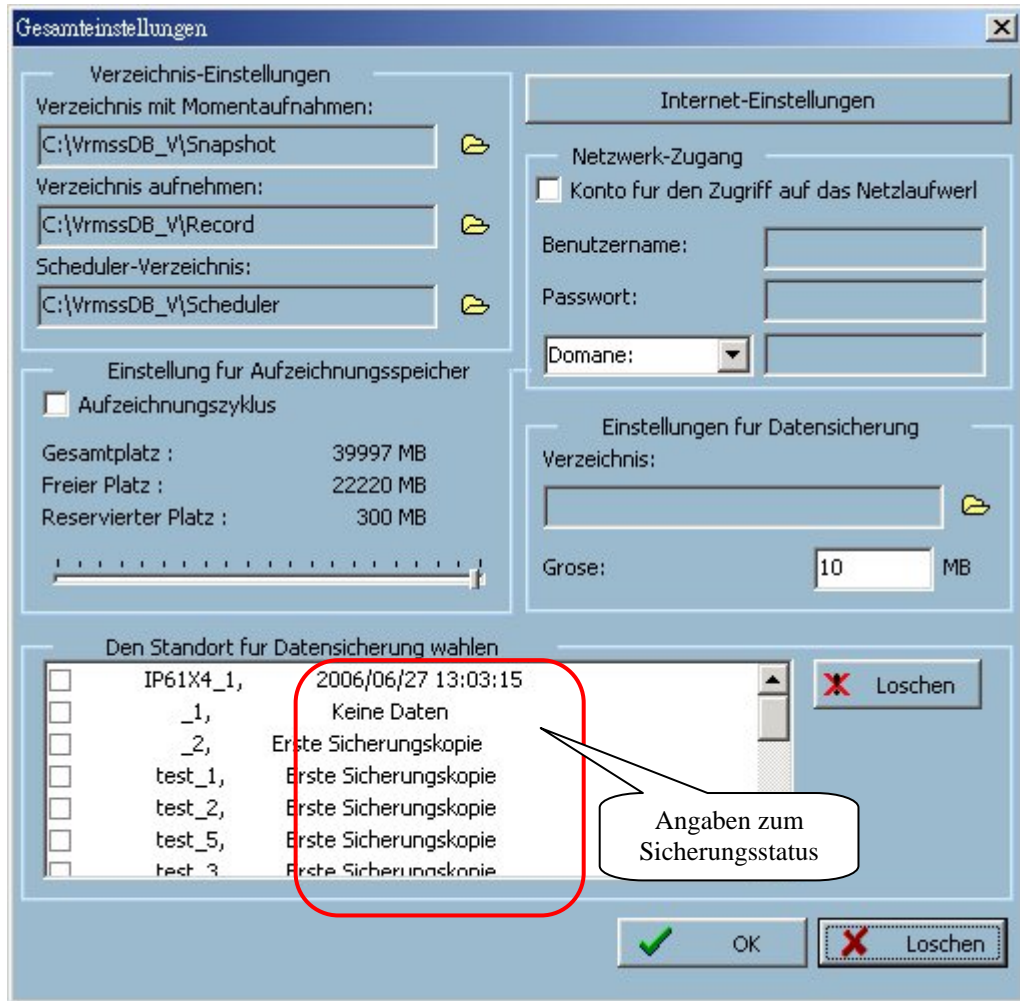 Gesamteinstellungen
Verzeichnis-Einstellungen
Verzeichnis mit Momentaufnahmen:
C:\VrmssDB_V\Snapshot
Verzeichnis aufnehmen:
C:\VrmssDB_V\Record
Scheduler-Verzeichnis:
C:\VrmssDB_V\Scheduler
Internet-Einstellungen
Netzwerk-Zugang
Konto fur den Zugriff auf das Netzlaufwerl
Benutzername:
Passwort:
Domane:
Einstellung fur Aufzeichnungsspeicher
Aufzeichnungszyklus
Gesamtplatz : 39997 MB
Freier Platz : 22220 MB
Reservierter Platz : 300 MB
Einstellungen fur Datensicherung
Verzeichnis:
Grose: 10 MB
Den Standort fur Datensicherung wahlen
IP61X4_1, 2006/06/27 13:03:15
_1, Keine Daten
_2, Erste Sicherungskopie
test_1, Erste Sicherungskopie
test_2, Erste Sicherungskopie
test_5, Erste Sicherungskopie
test_3, Erste Sicherungskopie
Loschen
Angaben zum
Sicherungsstatus
OK
Loschen